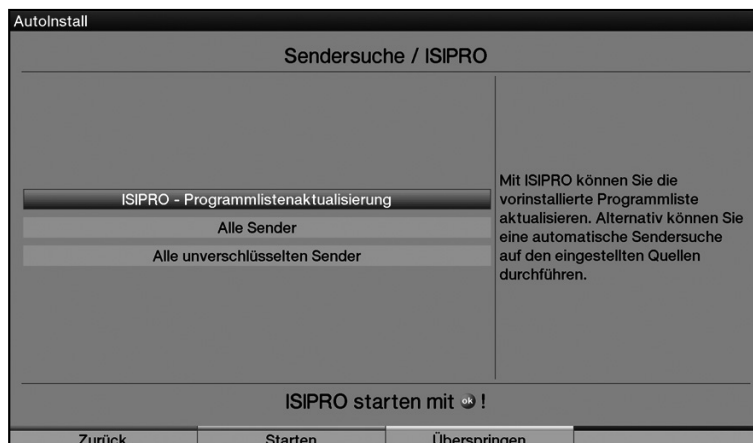 AutoInstall
Sendersuche / ISIPRO
ISIPRO - Programmlistenaktualisierung
Alle Sender
Alle unverschlüsselten Sender
Mit ISIPRO können Sie die
vorinstallierte Programmliste
aktualisieren. Alternativ können Sie
eine automatische Sendersuche
auf den eingestellten Quellen
durchführen.
ISIPRO starten mit ok !
Zurück Starten Überspringen